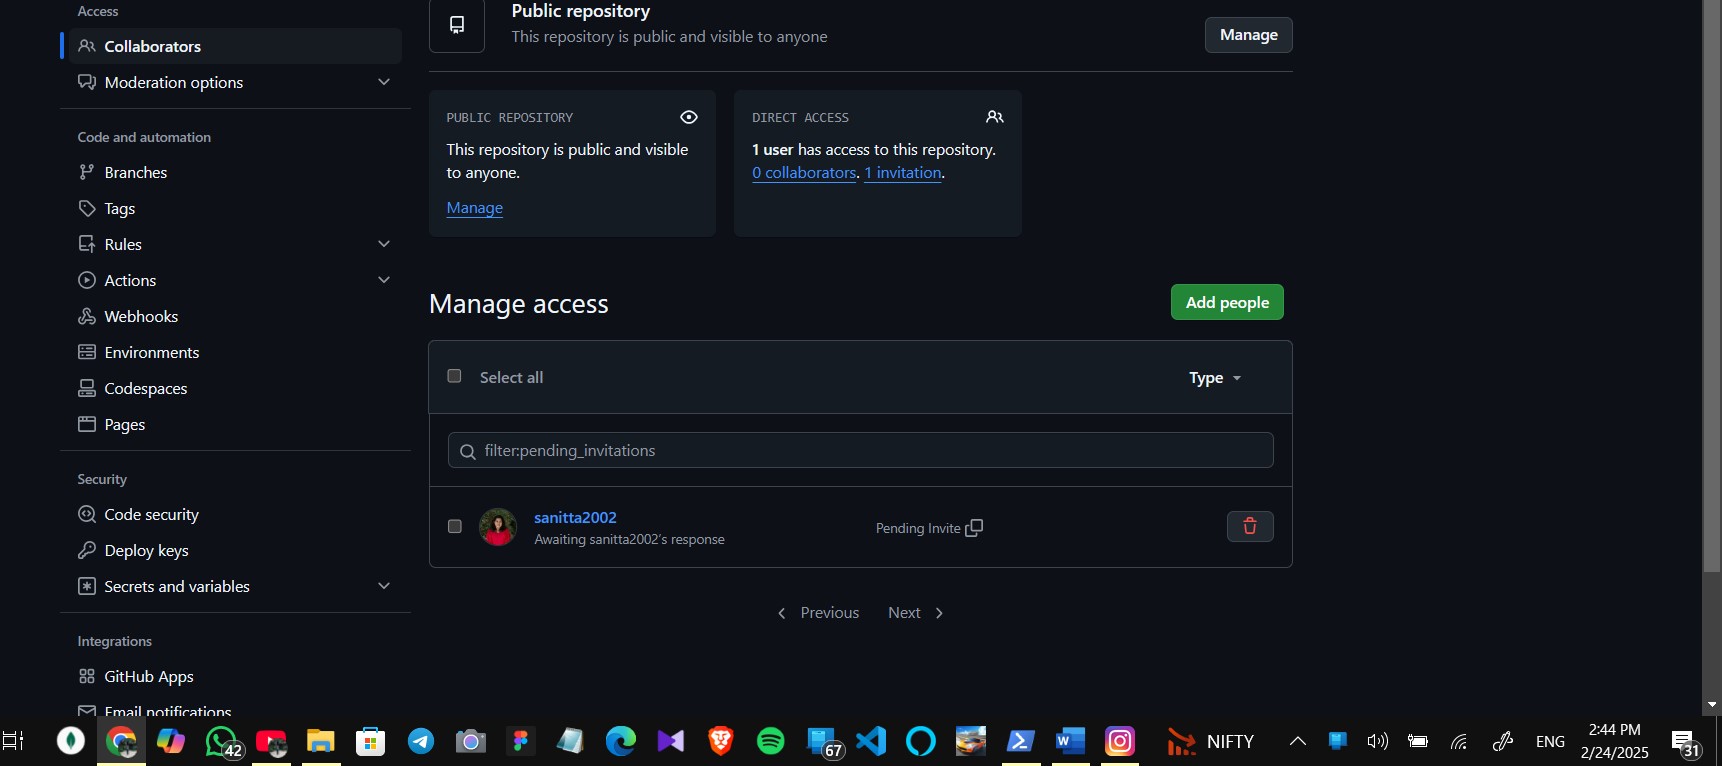 Access
Collaborators
Moderation options
Code and automation
Branches
Tags
Rules
Actions
Webhooks
Environments
Codespaces
Pages
Security
Code security
Deploy keys
Secrets and variables
Integrations
GitHub Apps
Email notifications
Public repository
This repository is public and visible to anyone
Manage
PUBLIC REPOSITORY
This repository is public and visible
to anyone.
Manage
DIRECT ACCESS
1 user has access to this repository.
0 collaborators. 1 invitation.
Manage access
Add people
Select all
Type
filter:pending_invitations
sanitta2002
Awaiting sanitta2002's response
Pending Invite
Previous
Next
42
67
W
NIFTY
ENG
2:44 PM
2/24/2025
31